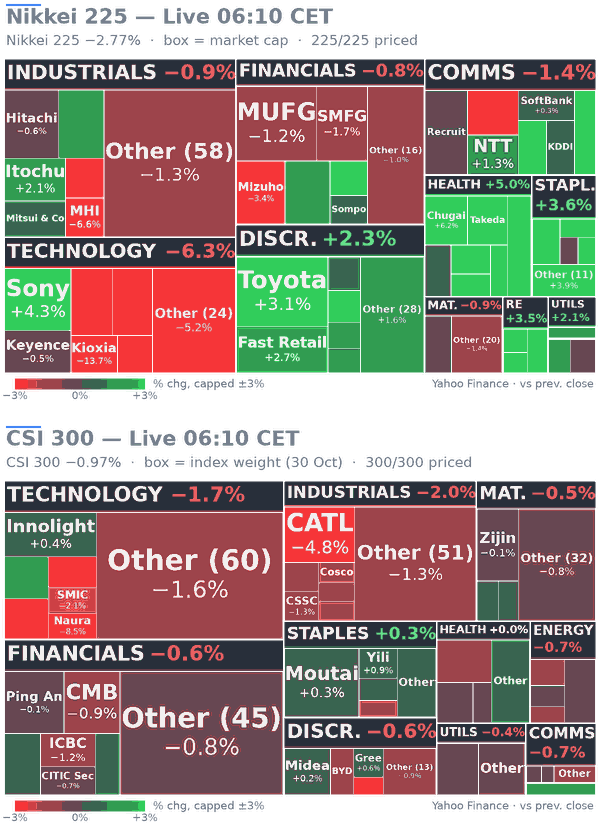 Nikkei 225 — Live 06:10 CET
Nikkei 225 −2.77% · box = market cap · 225/225 priced
INDUSTRIALS −0.9%
Hitachi
−0.6%
Itochu
+2.1%
Mitsui & Co
MHI
−6.6%
Other (58)
−1.3%
FINANCIALS −0.8%
MUFG
−1.2%
SMFG
−1.7%
Other (16)
−1.0%
Mizuho
−3.4%
Sompo
COMMS −1.4%
Recruit
SoftBank
+0.3%
NTT
+1.3%
KDDI
HEALTH +5.0%
Chugai
+6.2%
Takeda
STAPL.
+3.6%
Other (11)
+3.9%
TECHNOLOGY −6.3%
Sony
+4.3%
Keyence
−0.5%
Kioxia
−13.7%
Other (24)
−5.2%
DISCR. +2.3%
Toyota
+3.1%
Fast Retail
+2.7%
Other (28)
+1.6%
MAT. −0.9%
Other (20)
−1.4%
RE
+3.5%
UTILS
+2.1%
−3% +3% % chg, capped ±3%
Yahoo Finance · vs prev. close
CSI 300 — Live 06:10 CET
CSI 300 −0.97% · box = index weight (30 Oct) · 300/300 priced
TECHNOLOGY −1.7%
Innolight
+0.4%
SMIC
−2.1%
Naura
−8.5%
Other (60)
−1.6%
INDUSTRIALS −2.0%
CATL
−4.8%
Cosco
CSSC
−1.3%
Other (51)
−1.3%
MAT. −0.5%
Zijin
−0.1%
Other (32)
−0.8%
FINANCIALS −0.6%
Ping An
−0.1%
CMB
−0.9%
ICBC
−1.2%
CITIC Sec
−0.7%
Other (45)
−0.8%
STAPLES +0.3%
Moutai
+0.3%
Yili
+0.9%
Other
HEALTH +0.0%
Other
ENERGY
−0.7%
DISCR. −0.6%
Midea
+0.2%
BYD
Gree
+0.6%
Other (13)
−0.9%
UTILS −0.4%
Other
COMMS
−0.7%
Other
−3% +3% % chg, capped ±3%
Yahoo Finance · vs prev. close